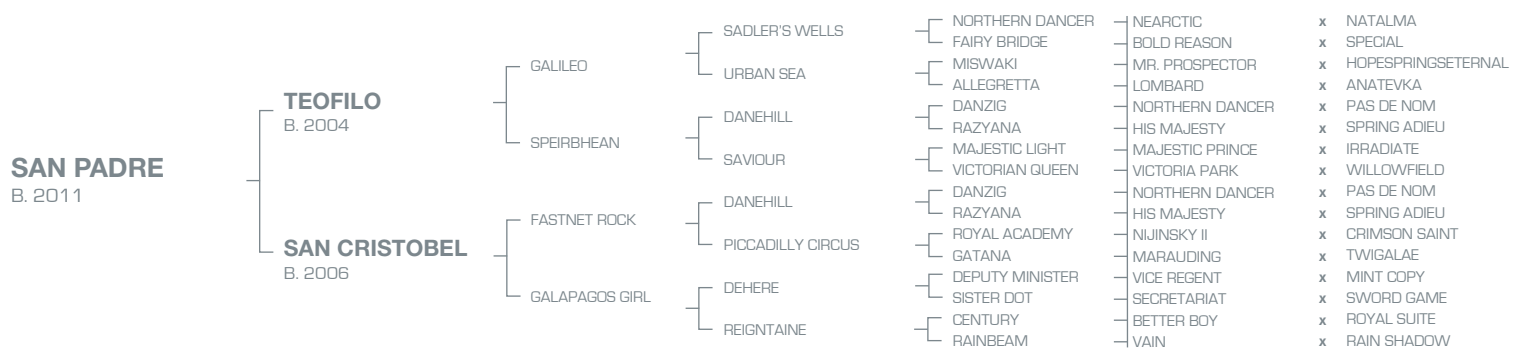 SAN PADRE
B. 2011
TEOFILO
B. 2004
SAN CRISTOBEL
B. 2006
GALILEO
SPEIRBHEAN
FASTNET ROCK
GALAPAGOS GIRL
SADLER'S WELLS
URBAN SEA
DANEHILL
SAVIOUR
DANEHILL
PICCADILLY CIRCUS
DEHERE
REIGNTAINE
NORTHERN DANCER
FAIRY BRIDGE
MISWAKI
ALLEGRETTA
DANZIG
RAZYANA
MAJESTIC LIGHT
VICTORIAN QUEEN
DANZIG
RAZYANA
ROYAL ACADEMY
GATANA
DEPUTY MINISTER
SISTER DOT
CENTURY
RAINBEAM
NEARCTIC x NATALMA
BOLD REASON x SPECIAL
MR. PROSPECTOR x HOPESPRINGSETERNAL
LOMBARD x ANATEVKA
NORTHERN DANCER x PAS DE NOM
HIS MAJESTY x SPRING ADIEU
MAJESTIC PRINCE x IRRADIATE
VICTORIA PARK x WILLOWFIELD
NORTHERN DANCER x PAS DE NOM
HIS MAJESTY x SPRING ADIEU
NIJINSKY II x CRIMSON SAINT
MARAUDING x TWIGALAE
VICE REGENT x MINT COPY
SECRETARIAT x SWORD GAME
BETTER BOY x ROYAL SUITE
VAIN x RAIN SHADOW